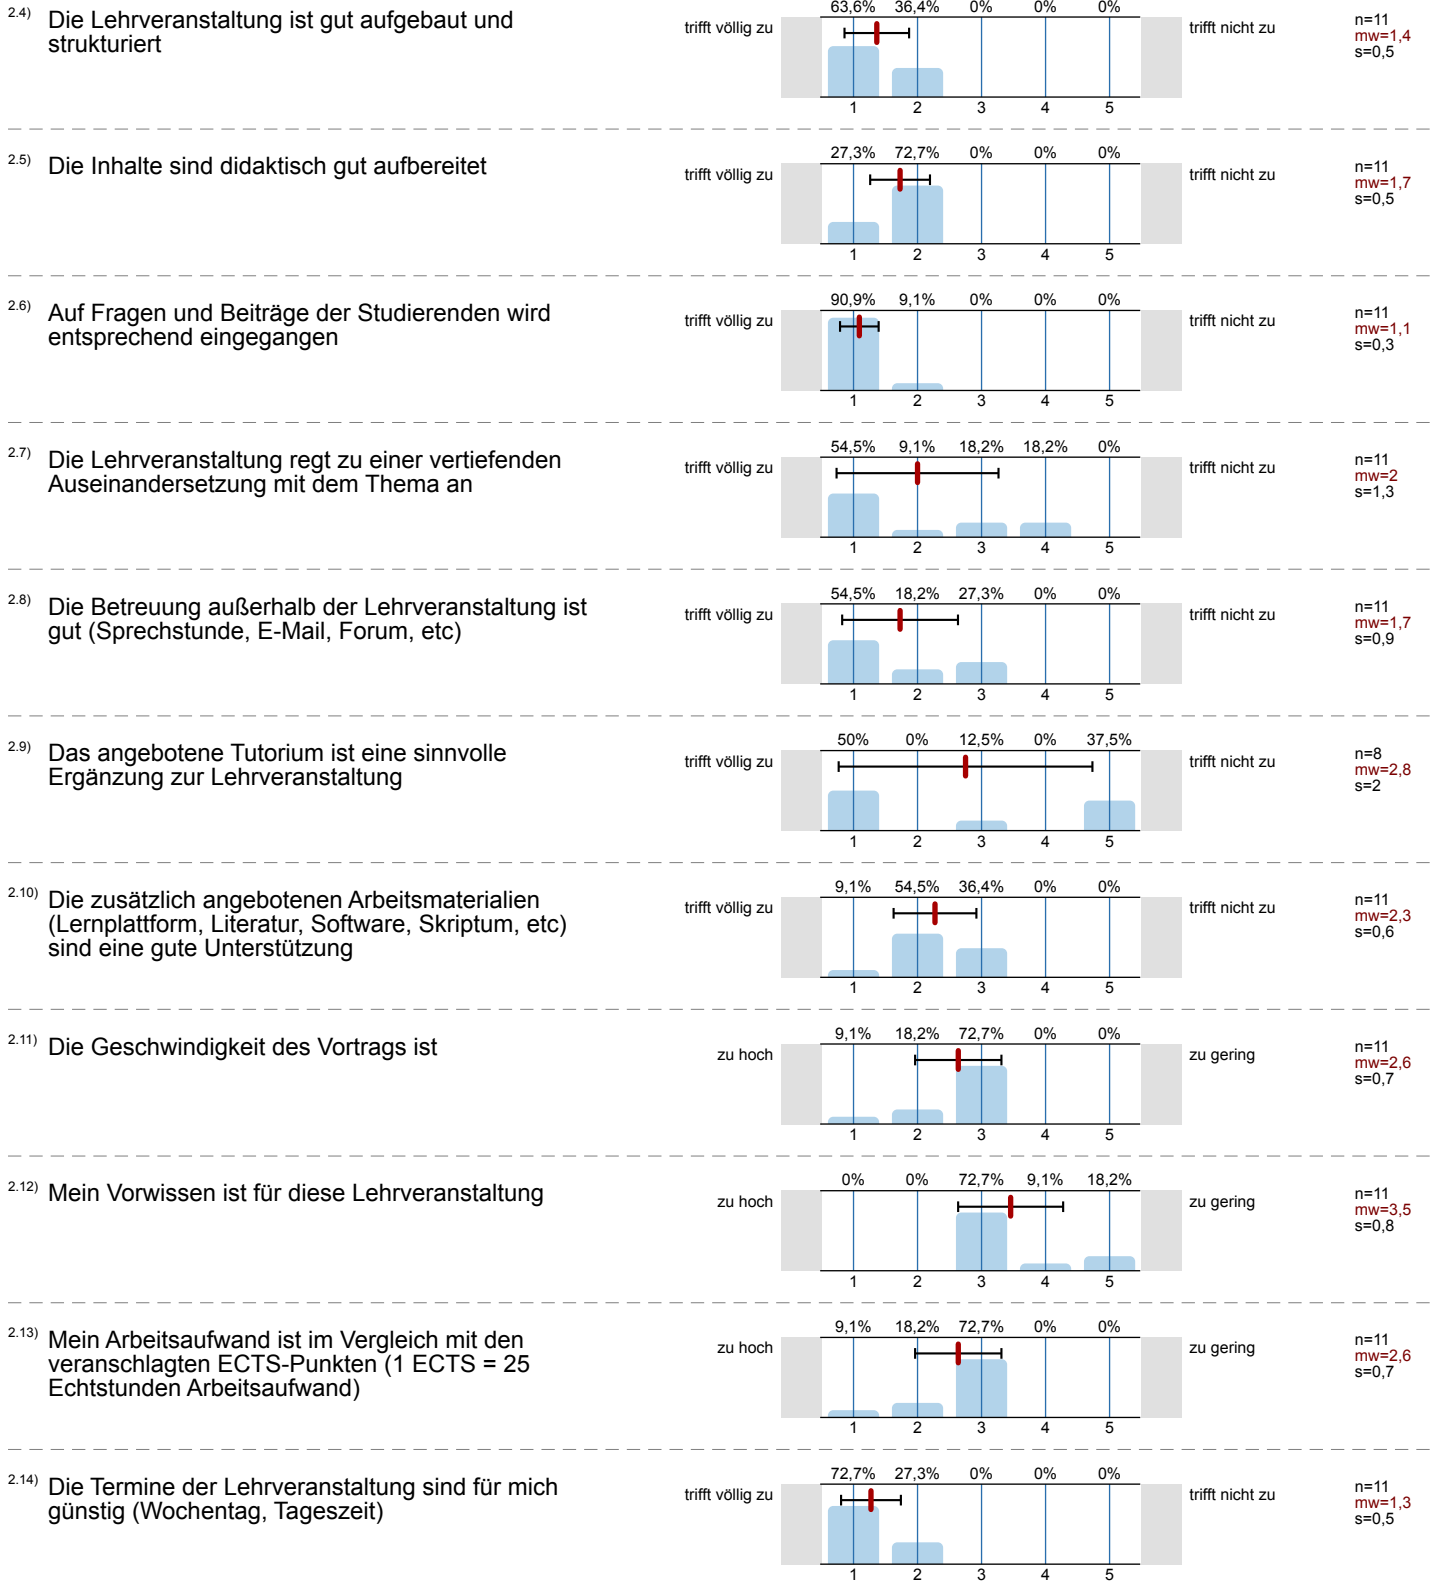 2.4) Die Lehrveranstaltung ist gut aufgebaut und
strukturiert
trifft völlig zu
63,6% 36,4% 0% 0% 0%
1 2 3 4 5
trifft nicht zu
n=11
mw=1,4
s=0,5
2.5) Die Inhalte sind didaktisch gut aufbereitet
trifft völlig zu
27,3% 72,7% 0% 0% 0%
1 2 3 4 5
trifft nicht zu
n=11
mw=1,7
s=0,5
2.6) Auf Fragen und Beiträge der Studierenden wird
entsprechend eingegangen
trifft völlig zu
90,9% 9,1% 0% 0% 0%
1 2 3 4 5
trifft nicht zu
n=11
mw=1,1
s=0,3
2.7) Die Lehrveranstaltung regt zu einer vertiefenden
Auseinandersetzung mit dem Thema an
trifft völlig zu
54,5% 9,1% 18,2% 18,2% 0%
1 2 3 4 5
trifft nicht zu
n=11
mw=2
s=1,3
2.8) Die Betreuung außerhalb der Lehrveranstaltung ist
gut (Sprechstunde, E-Mail, Forum, etc)
trifft völlig zu
54,5% 18,2% 27,3% 0% 0%
1 2 3 4 5
trifft nicht zu
n=11
mw=1,7
s=0,9
2.9) Das angebotene Tutorium ist eine sinnvolle
Ergänzung zur Lehrveranstaltung
trifft völlig zu
50% 0% 12,5% 0% 37,5%
1 2 3 4 5
trifft nicht zu
n=8
mw=2,8
s=2
2.10) Die zusätzlich angebotenen Arbeitsmaterialien
(Lernplattform, Literatur, Software, Skriptum, etc)
sind eine gute Unterstützung
trifft völlig zu
9,1% 54,5% 36,4% 0% 0%
1 2 3 4 5
trifft nicht zu
n=11
mw=2,3
s=0,6
2.11) Die Geschwindigkeit des Vortrags ist
zu hoch
9,1% 18,2% 72,7% 0% 0%
1 2 3 4 5
zu gering
n=11
mw=2,6
s=0,7
2.12) Mein Vorwissen ist für diese Lehrveranstaltung
zu hoch
0% 0% 72,7% 9,1% 18,2%
1 2 3 4 5
zu gering
n=11
mw=3,5
s=0,8
2.13) Mein Arbeitsaufwand ist im Vergleich mit den
veranschlagten ECTS-Punkten (1 ECTS = 25
Echtstunden Arbeitsaufwand)
zu hoch
9,1% 18,2% 72,7% 0% 0%
1 2 3 4 5
zu gering
n=11
mw=2,6
s=0,7
2.14) Die Termine der Lehrveranstaltung sind für mich
günstig (Wochentag, Tageszeit)
trifft völlig zu
72,7% 27,3% 0% 0% 0%
1 2 3 4 5
trifft nicht zu
n=11
mw=1,3
s=0,5